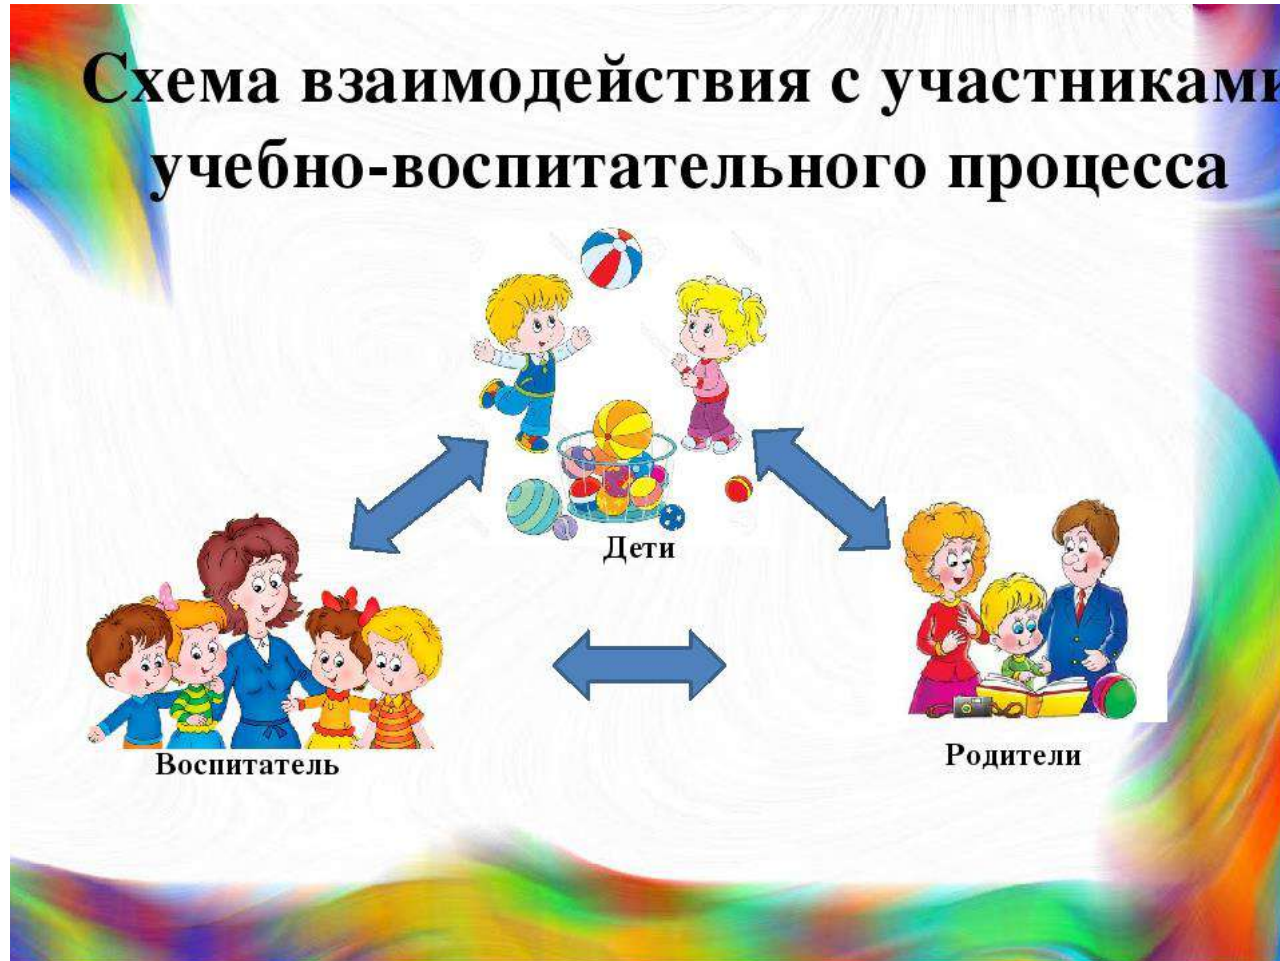 Схема взаимодействия с участниками
учебно-воспитательного процесса
Дети
Воспитатель
Родители